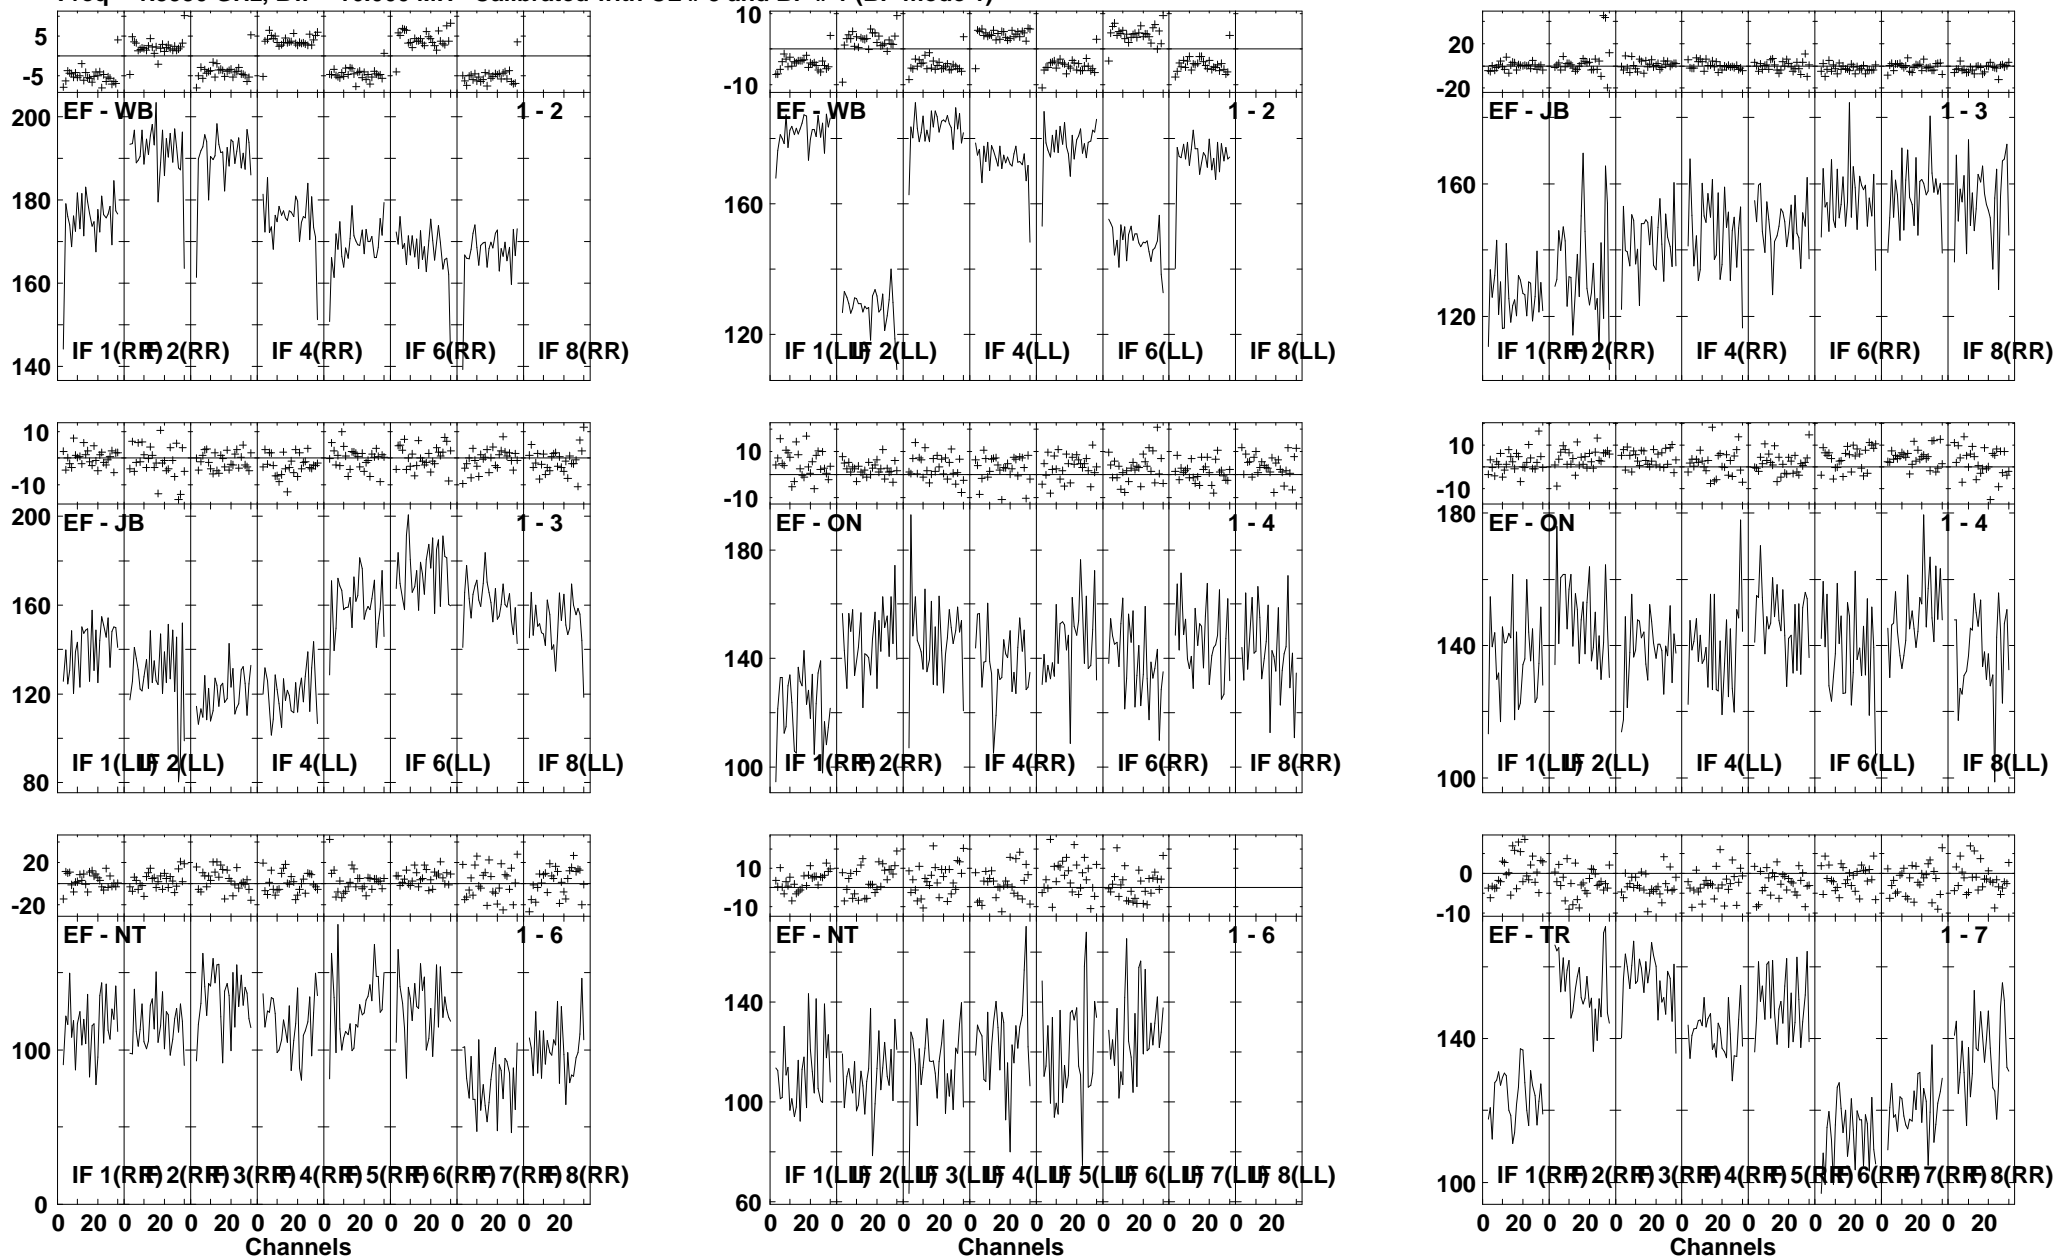 5
-5
EF - WB
1 - 2
200
180
160
140
IF 1(RR) IF 2(RR) IF 4(RR) IF 6(RR) IF 8(RR)
10
-10
EF - WB
1 - 2
160
120
IF 1(LL) IF 2(LL) IF 4(LL) IF 6(LL) IF 8(LL)
20
-20
EF - JB
1 - 3
160
120
IF 1(RR) IF 2(RR) IF 4(RR) IF 6(RR) IF 8(RR)
10
-10
EF - JB
1 - 3
200
160
120
80
IF 1(LL) IF 2(LL) IF 4(LL) IF 6(LL) IF 8(LL)
10
-10
EF - ON
1 - 4
180
140
100
IF 1(RR) IF 2(RR) IF 4(RR) IF 6(RR) IF 8(RR)
10
-10
EF - ON
1 - 4
180
140
100
IF 1(LL) IF 2(LL) IF 4(LL) IF 6(LL) IF 8(LL)
20
-20
EF - NT
1 - 6
100
0
IF 1(RR) IF 2(RR) IF 3(RR) IF 4(RR) IF 5(RR) IF 6(RR) IF 7(RR) IF 8(RR)
0 20 0 20 0 20 0 20 0 20 0 20 0 20 0 20
Channels
10
-10
EF - NT
1 - 6
140
100
60
IF 1(LL) IF 2(LL) IF 3(LL) IF 4(LL) IF 5(LL) IF 6(LL) IF 7(LL) IF 8(LL)
0 20 0 20 0 20 0 20 0 20 0 20 0 20 0 20
Channels
0
-10
EF - TR
1 - 7
140
100
IF 1(RR) IF 2(RR) IF 3(RR) IF 4(RR) IF 5(RR) IF 6(RR) IF 7(RR) IF 8(RR)
0 20 0 20 0 20 0 20 0 20 0 20 0 20 0 20
Channels